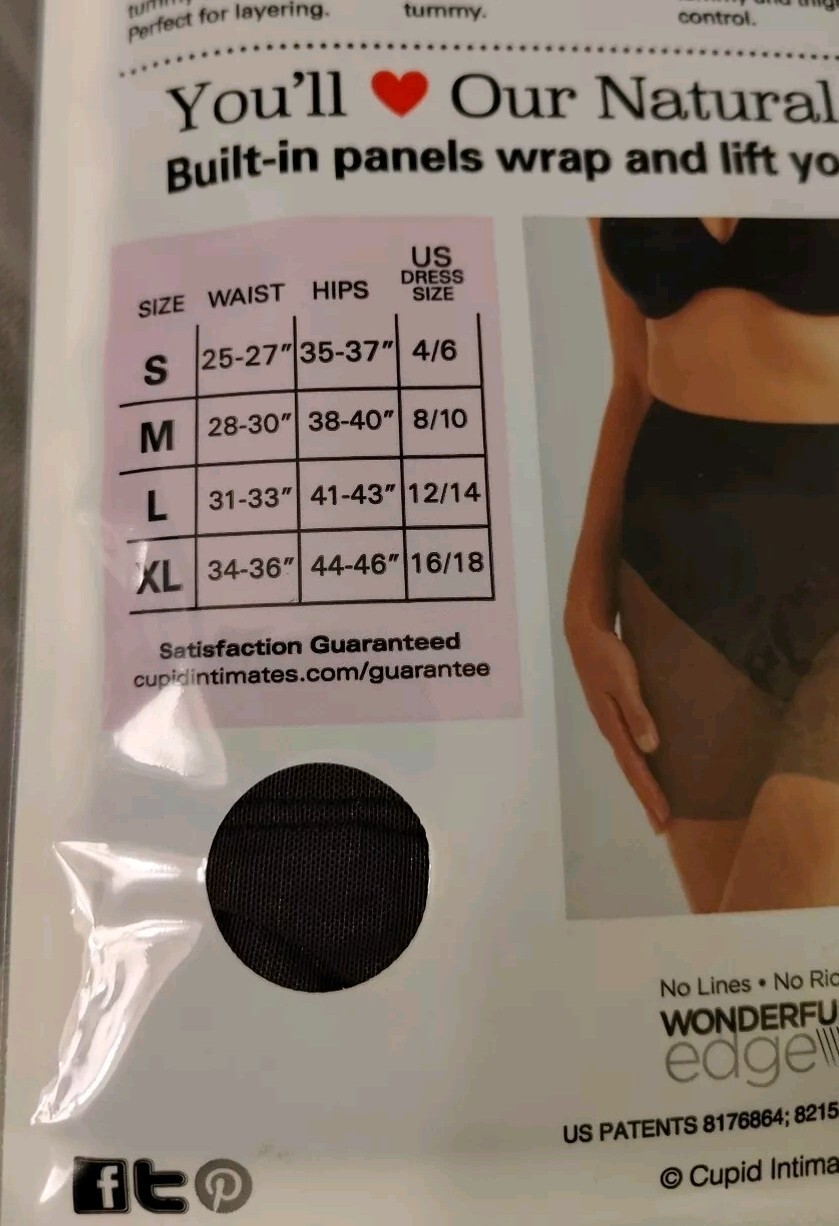 Perfect for layering.
tummy.
control.
You'll Our Natural
Built-in panels wrap and lift
SIZE WAIST HIPS US DRESS SIZE
S 25-27" 35-37" 4/6
M 28-30" 38-40" 8/10
L 31-33" 41-43" 12/14
XL 34-36" 44-46" 16/18
Satisfaction Guaranteed
cupidintimates.com/guarantee
No Lines • No
WONDERFU
edge
US PATENTS 8176864; 8215
© Cupid Intima